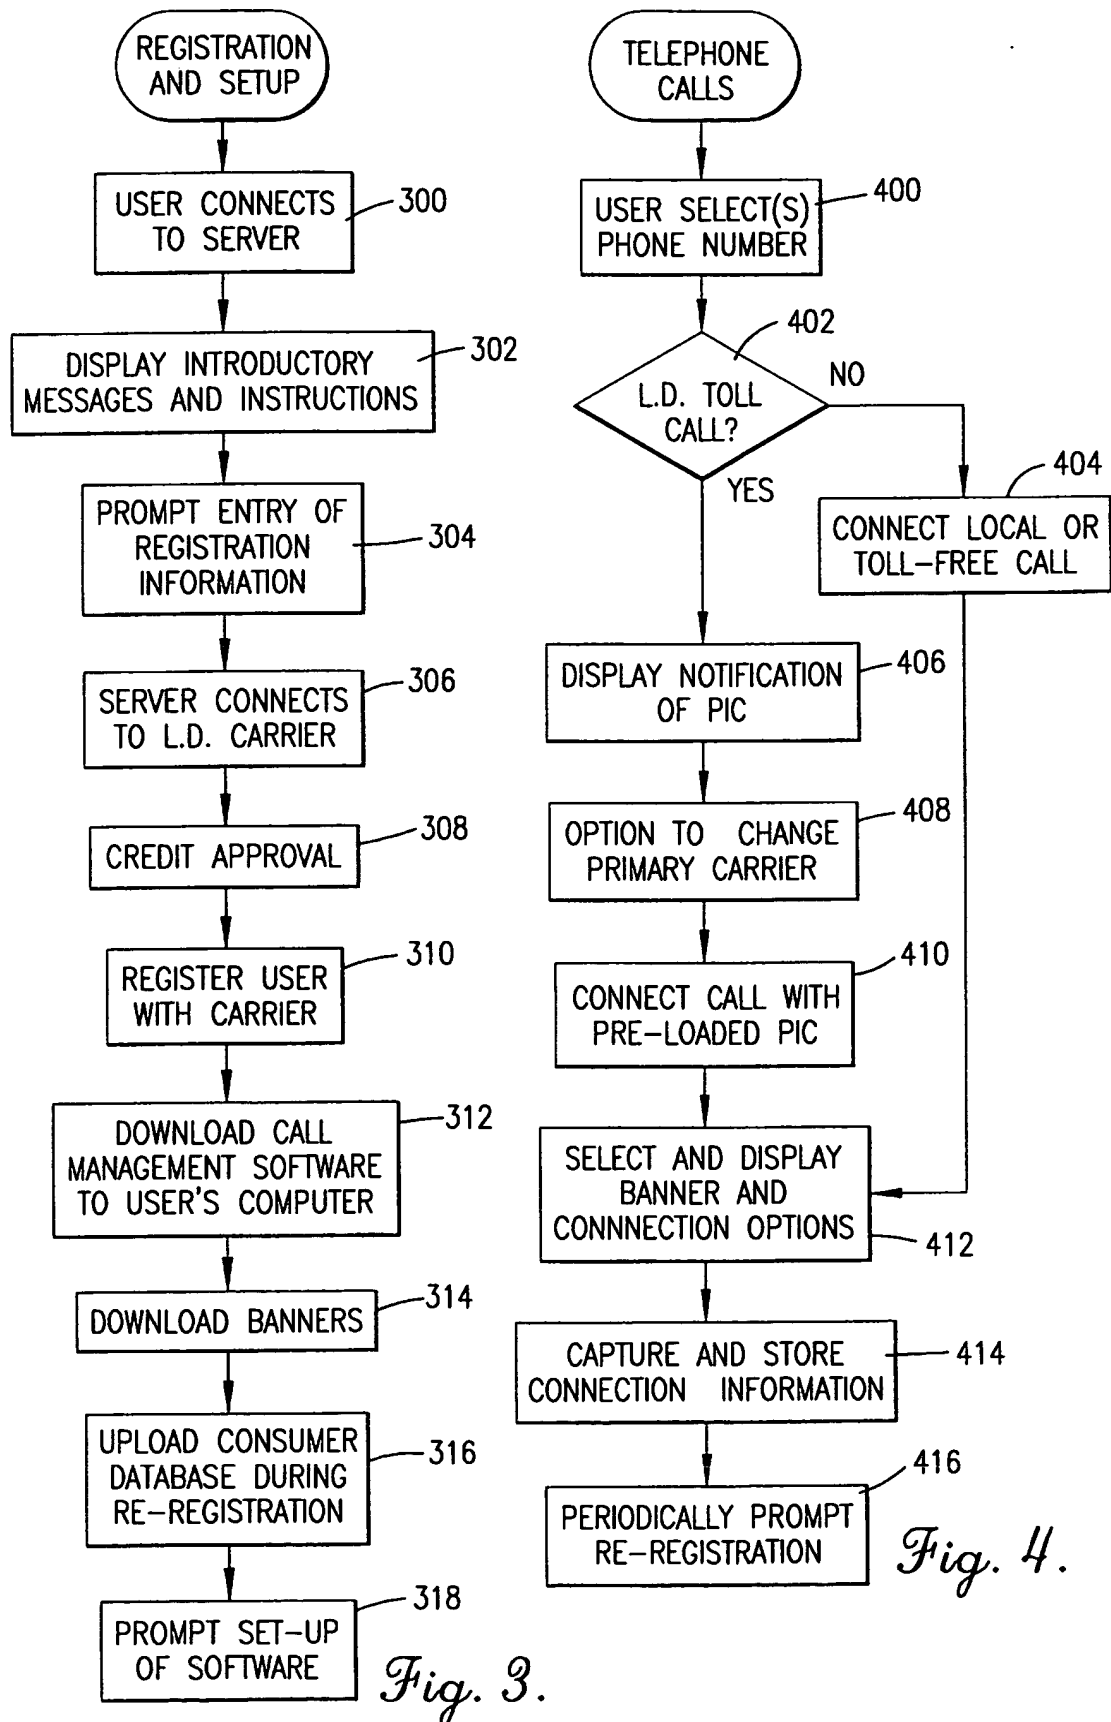 REGISTRATION
AND SETUP
USER CONNECTS
TO SERVER
300
DISPLAY INTRODUCTORY
MESSAGES AND INSTRUCTIONS
302
PROMPT ENTRY OF
REGISTRATION
INFORMATION
304
SERVER CONNECTS
TO L.D. CARRIER
306
CREDIT APPROVAL
308
REGISTER USER
WITH CARRIER
310
DOWNLOAD CALL
MANAGEMENT SOFTWARE
TO USER'S COMPUTER
312
DOWNLOAD BANNERS
314
UPLOAD CONSUMER
DATABASE DURING
RE-REGISTRATION
316
PROMPT SET-UP
OF SOFTWARE
318
Fig. 3.
TELEPHONE
CALLS
USER SELECT(S)
PHONE NUMBER
400
L.D. TOLL
CALL?
402
NO
YES
CONNECT LOCAL OR
TOLL-FREE CALL
404
DISPLAY NOTIFICATION
OF PIC
406
OPTION TO CHANGE
PRIMARY CARRIER
408
CONNECT CALL WITH
PRE-LOADED PIC
410
SELECT AND DISPLAY
BANNER AND
CONNNECTION OPTIONS
412
CAPTURE AND STORE
CONNECTION INFORMATION
414
PERIODICALLY PROMPT
RE-REGISTRATION
416
Fig. 4.